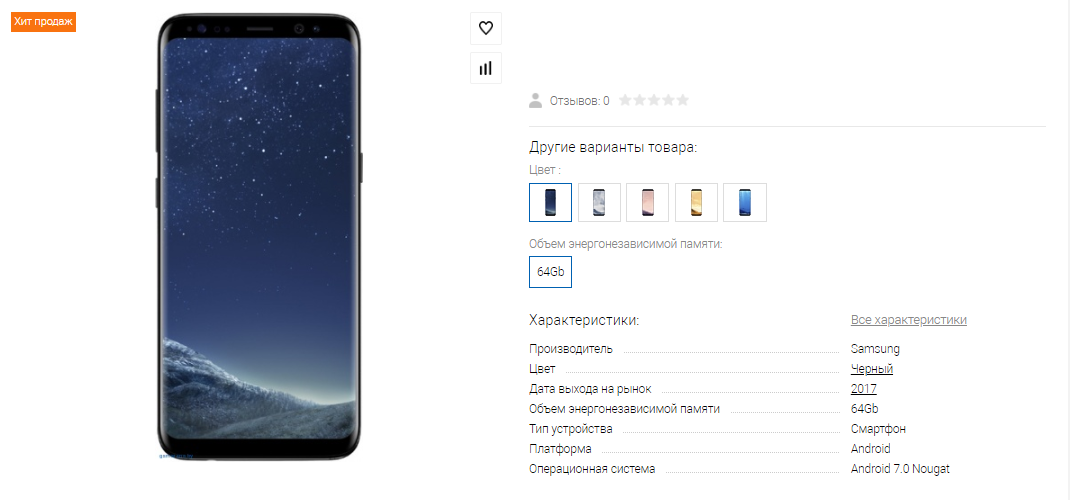 Хит продаж
Отзывов: 0
Другие варианты товара:
Цвет :
Объем энергонезависимой памяти:
64Gb
Характеристики: Все характеристики
Производитель Samsung
Цвет Черный
Дата выхода на рынок 2017
Объем энергонезависимой памяти 64Gb
Тип устройства Смартфон
Платформа Android
Операционная система Android 7.0 Nougat